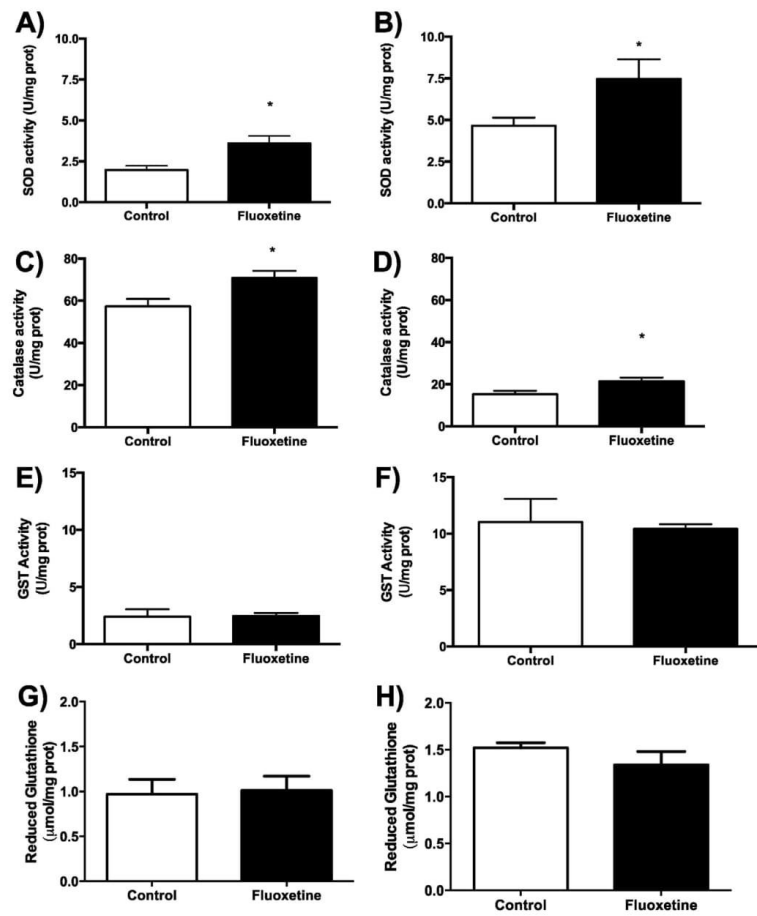 A)
SOD activity (U/mg prot)
10.0
7.5
5.0
2.5
0.0
*
Control Fluoxetine
B)
SOD activity (U/mg prot)
10.0
7.5
5.0
2.5
0.0
*
Control Fluoxetine
C)
Catalase activity
(U/mg prot)
80
60
40
20
0
*
Control Fluoxetine
D)
Catalase activity
(U/mg prot)
80
60
40
20
0
*
Control Fluoxetine
E)
GST Activity
(U/mg prot)
15
10
5
0
Control Fluoxetine
F)
GST Activity
(U/mg prot)
15
10
5
0
Control Fluoxetine
G)
Reduced Glutathione
(μmol/mg prot)
2.0
1.5
1.0
0.5
0.0
Control Fluoxetine
H)
Reduced Glutathione
(μmol/mg prot)
2.0
1.5
1.0
0.5
0.0
Control Fluoxetine